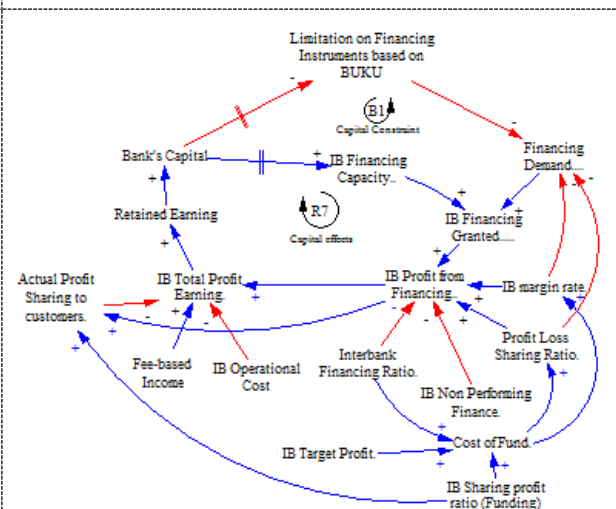 Limitation on Financing
Instruments based on
BUKU
-
-
B1
Capital Constraint
Bank's Capital
+
IB Financing
Capacity..
Financing
Demand....
-
-
+
+
+
Retained Earning
R7
Capital effects
IB Financing
Granted.....
+
+
Actual Profit
Sharing to
customers.
IB Total Profit
Earning.
+
IB Profit from
Financing..
+
IB margin rate.
+
-
+
-
-
+
-
-
+
Profit Loss
Sharing Ratio.
+
+
Fee-based
Income
IB Operational
Cost
Interbank
Financing Ratio.
IB Non Performing
Finance.
+
+
IB Target Profit.
+
Cost of Fund.
+
+
IB Sharing profit
ratio (Funding)